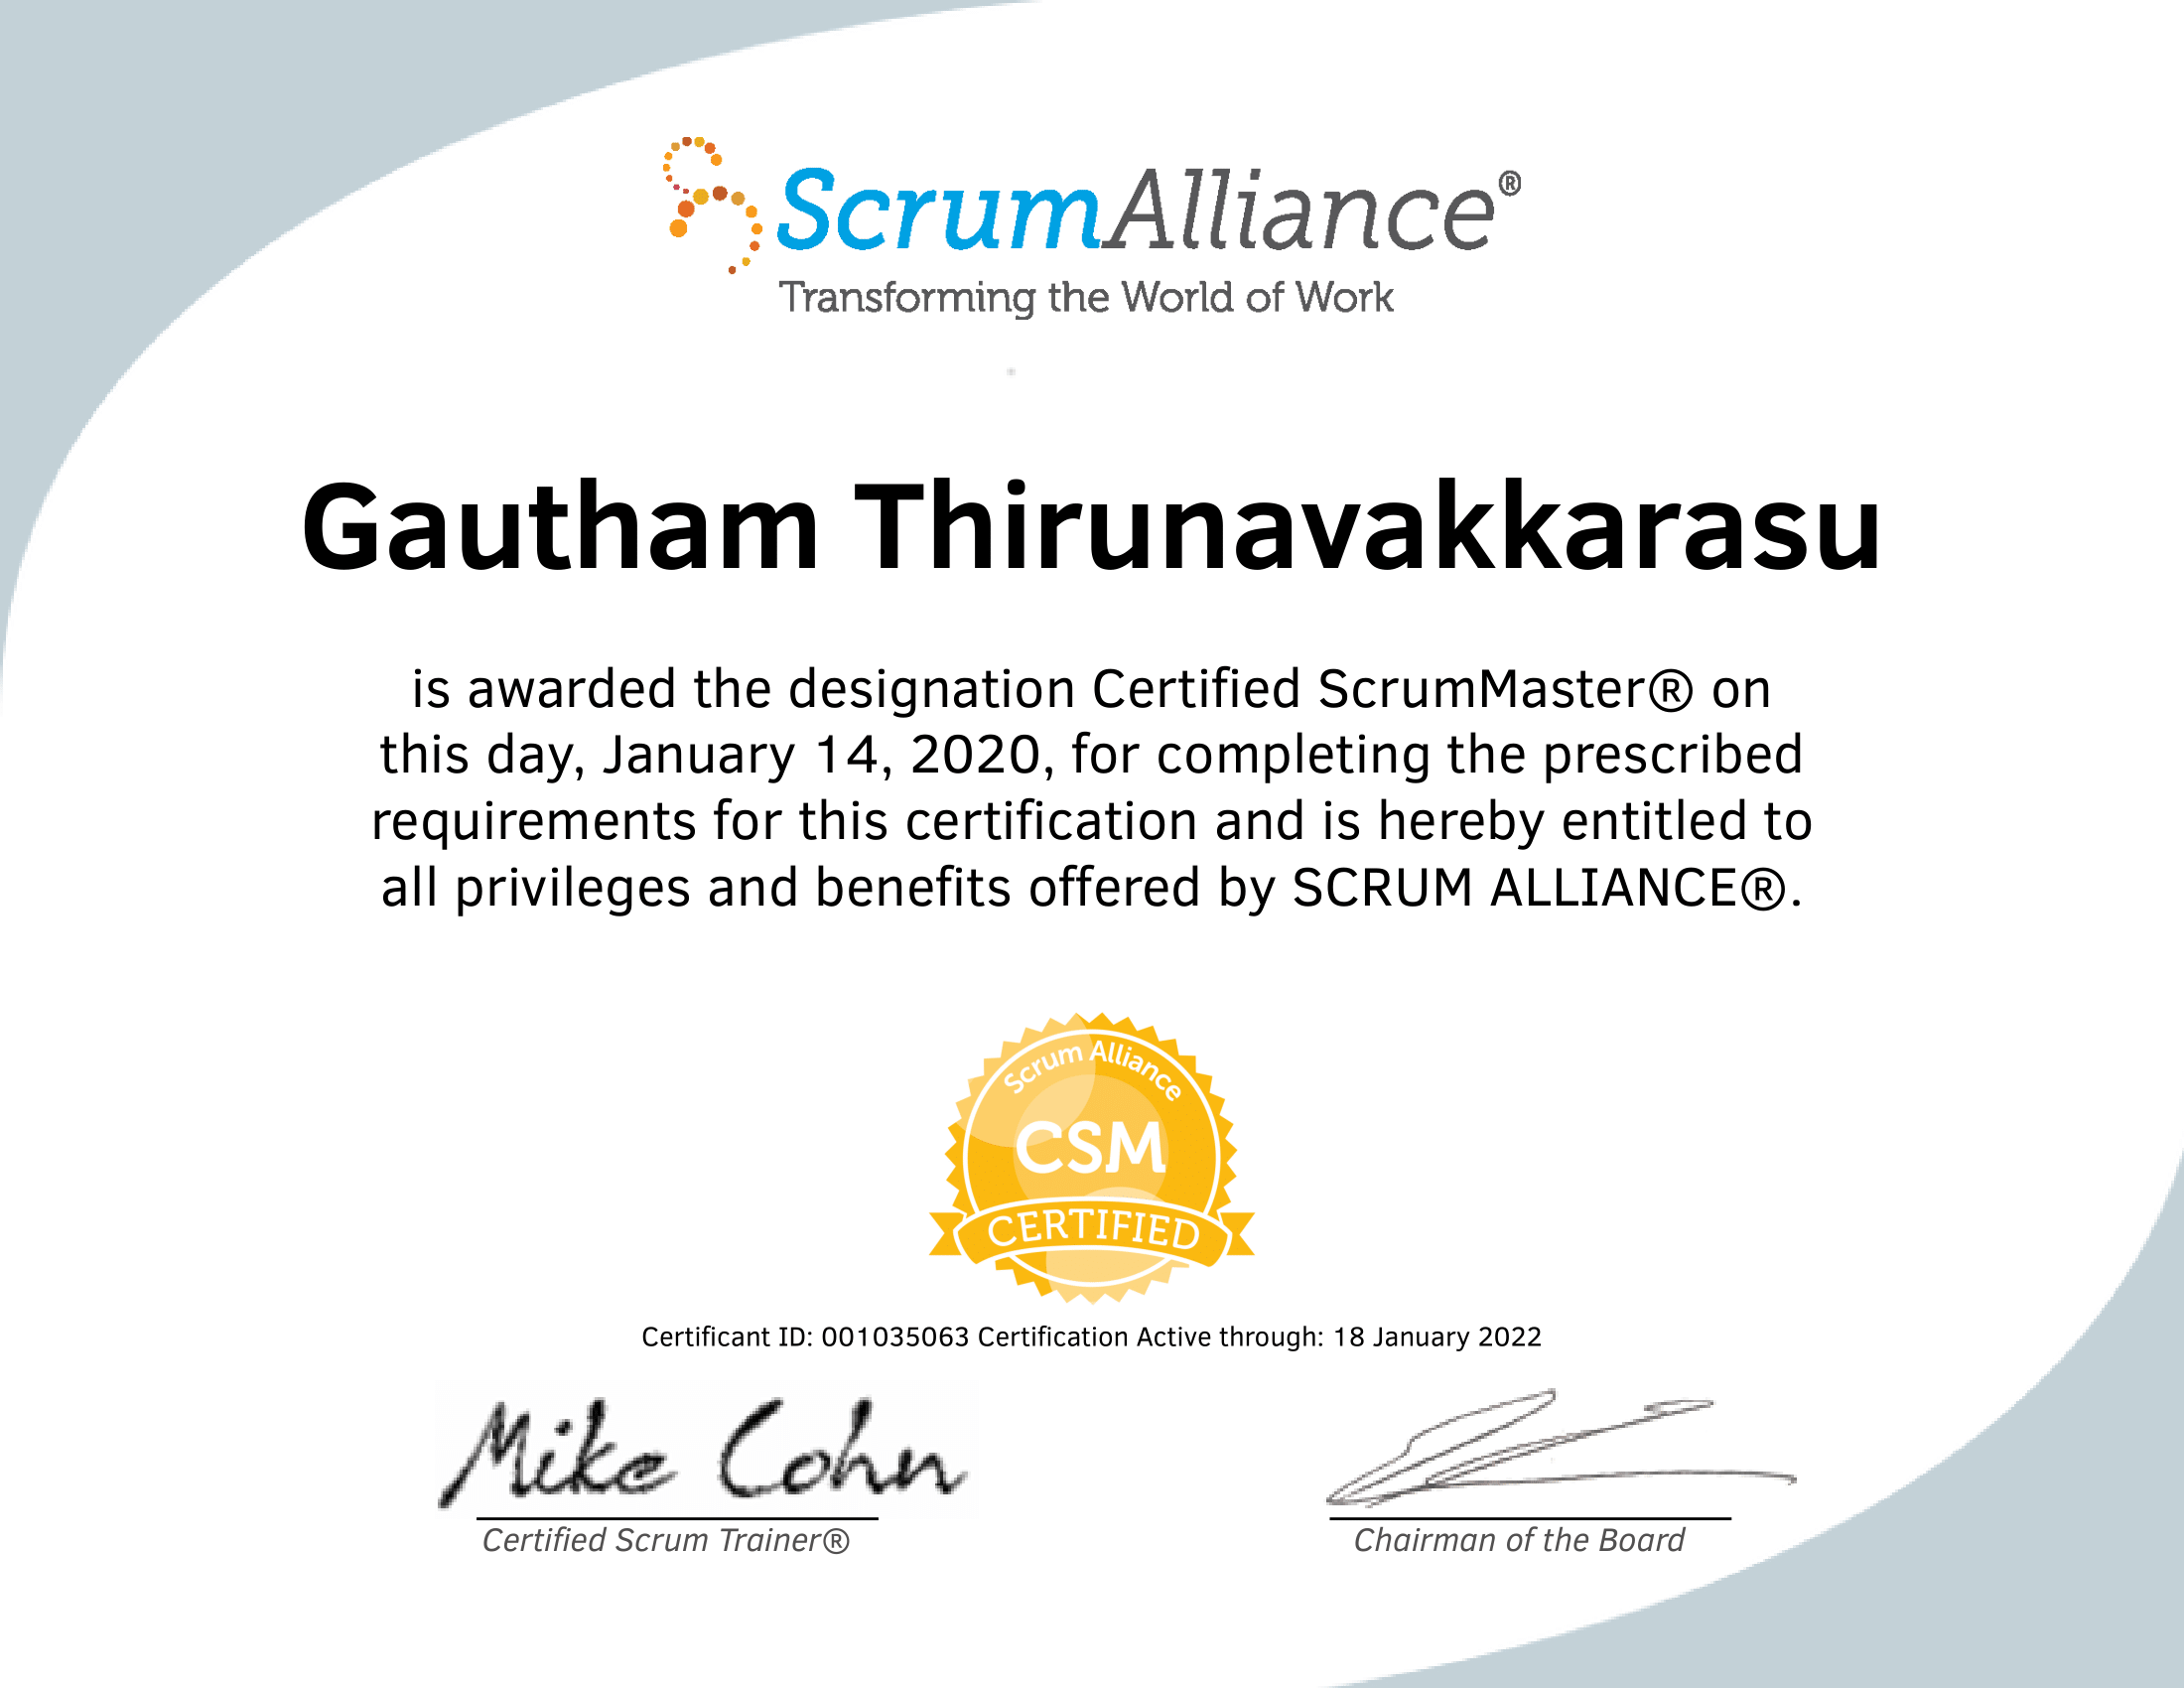 ScrumAlliance®
Transforming the World of Work
Gautham Thirunavakkarasu
is awarded the designation Certified ScrumMaster® on
this day, January 14, 2020, for completing the prescribed
requirements for this certification and is hereby entitled to
all privileges and benefits offered by SCRUM ALLIANCE®.
Scrum Alliance
CSM
CERTIFIED
Certificant ID: 001035063 Certification Active through: 18 January 2022
Mike Cohn
Certified Scrum Trainer®
Chairman of the Board